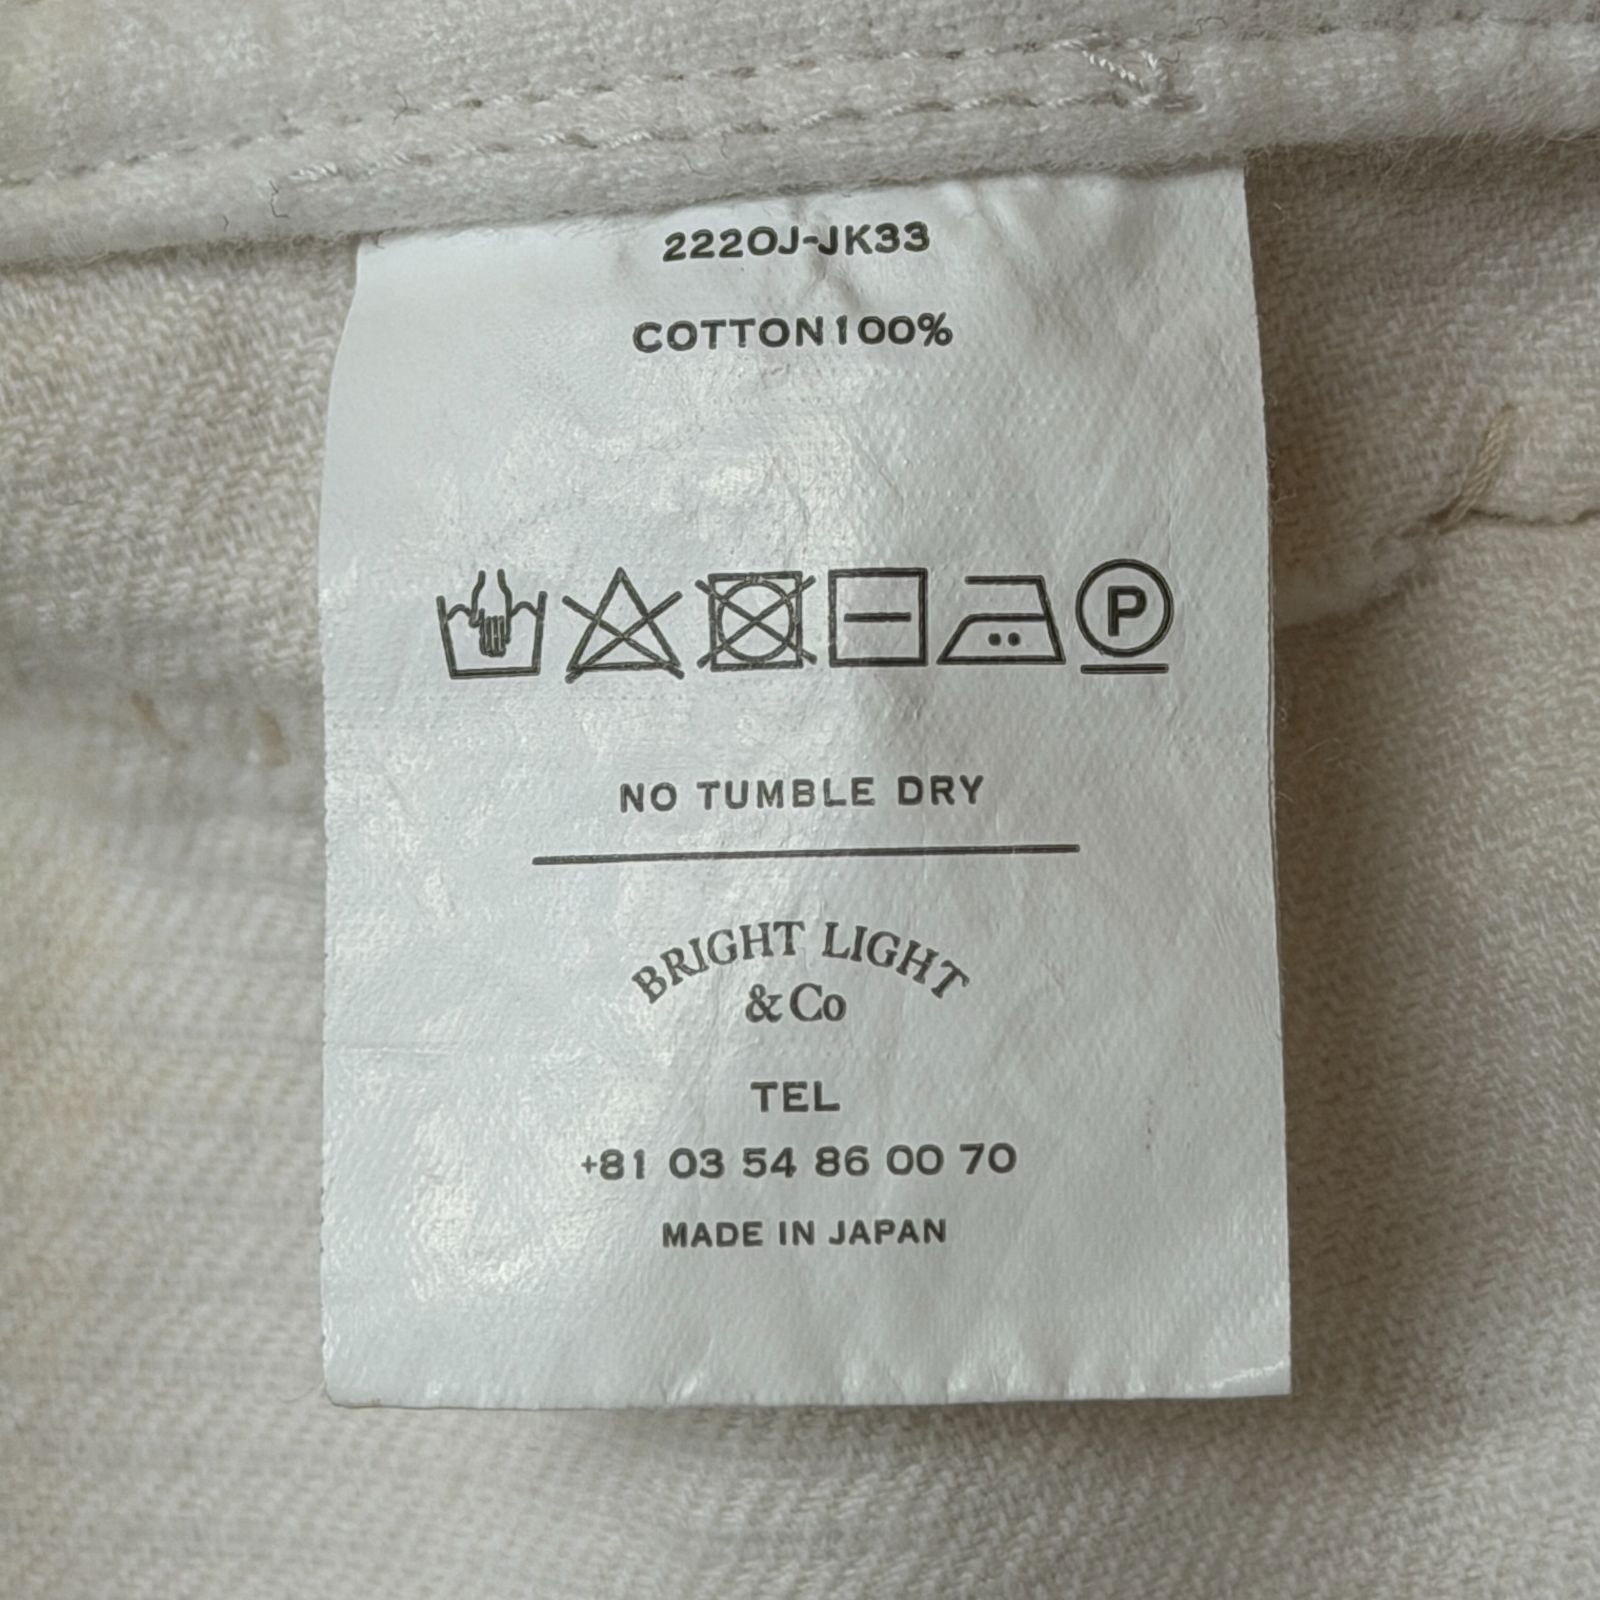 2220J-JK33
COTTON100%
P
NO TUMBLE DRY
BRIGHT LIGHT
&Co
TEL
+81 03 54 86 00 70
MADE IN JAPAN